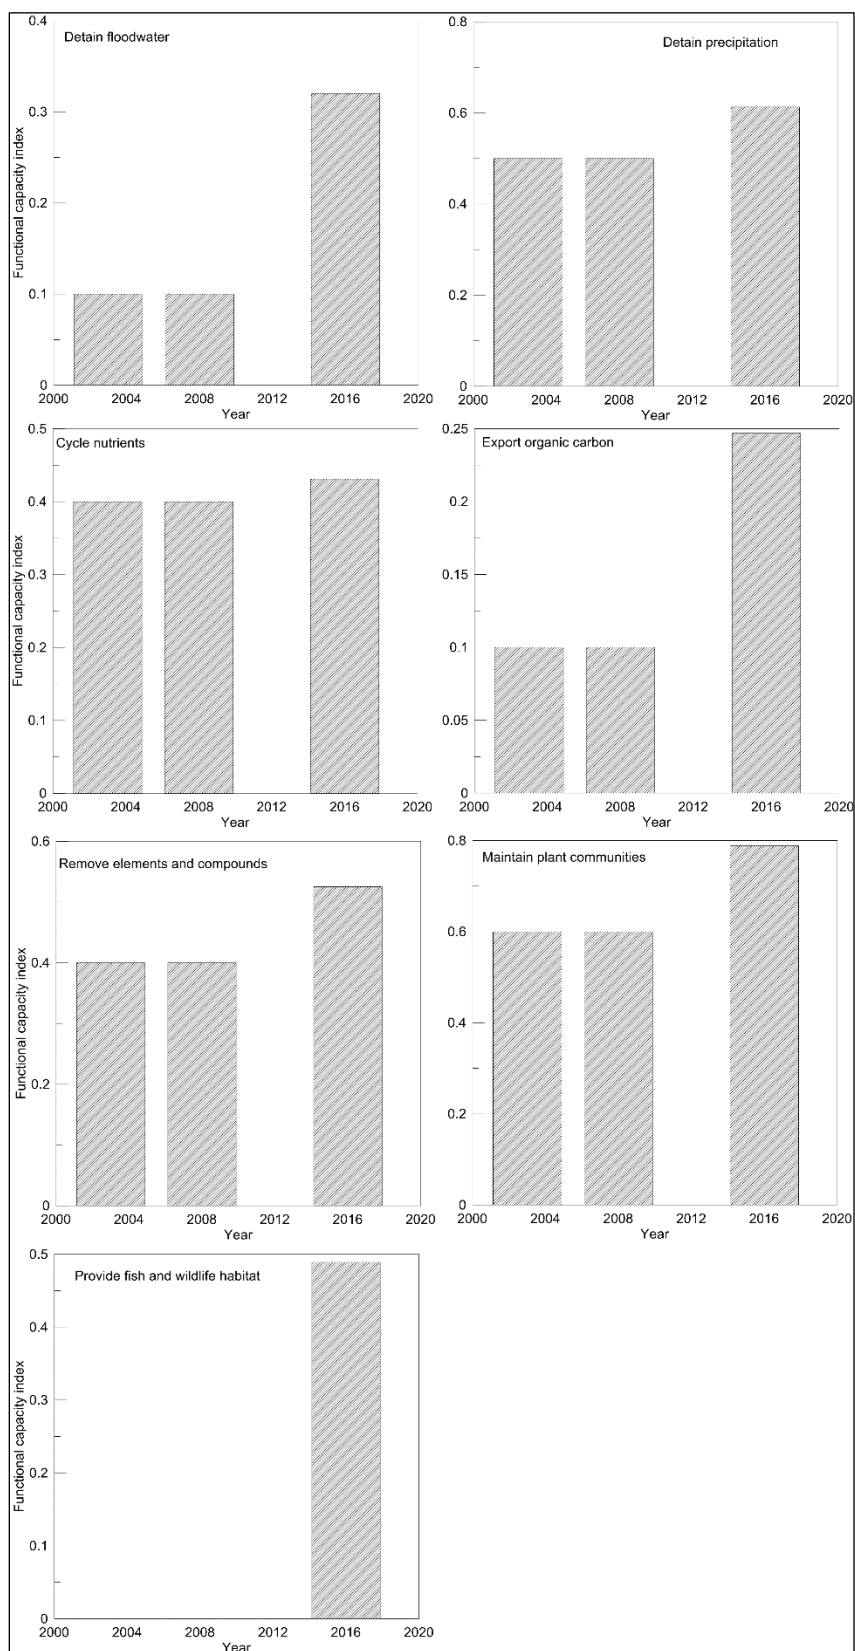 Detain floodwater
Functional capacity index
0.4
0.3
0.2
0.1
0
2000 2004 2008 2012 2016 2020
Year
Detain precipitation
0.8
0.6
0.4
0.2
0
2000 2004 2008 2012 2016 2020
Year
Cycle nutrients
Functional capacity index
0.5
0.4
0.3
0.2
0.1
0
2000 2004 2008 2012 2016 2020
Year
Export organic carbon
0.25
0.2
0.15
0.1
0.05
0
2000 2004 2008 2012 2016 2020
Year
Remove elements and compounds
Functional capacity index
0.6
0.4
0.2
0
2000 2004 2008 2012 2016 2020
Year
Maintain plant communities
0.8
0.6
0.4
0.2
0
2000 2004 2008 2012 2016 2020
Year
Provide fish and wildlife habitat
Functional capacity index
0.5
0.4
0.3
0.2
0.1
0
2000 2004 2008 2012 2016 2020
Year